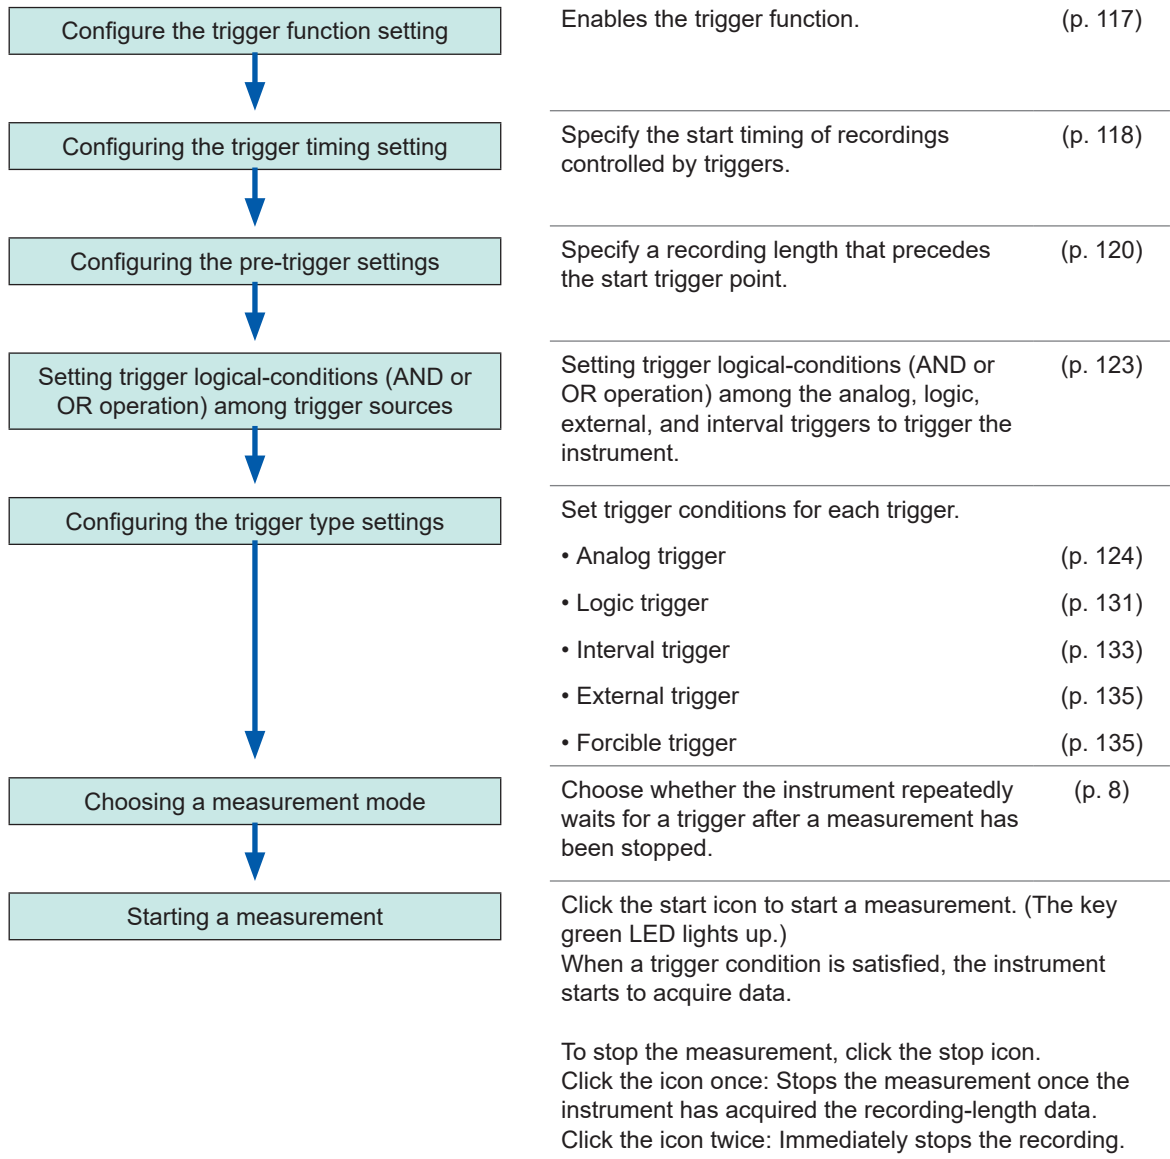 Configure the trigger function setting
Enables the trigger function. (p. 117)
Configuring the trigger timing setting
Specify the start timing of recordings (p. 118)
controlled by triggers.
Configuring the pre-trigger settings
Specify a recording length that precedes (p. 120)
the start trigger point.
Setting trigger logical-conditions (AND or
OR operation) among trigger sources
Setting trigger logical-conditions (AND or (p. 123)
OR operation) among the analog, logic,
external, and interval triggers to trigger the
instrument.
Configuring the trigger type settings
Set trigger conditions for each trigger.
• Analog trigger (p. 124)
• Logic trigger (p. 131)
• Interval trigger (p. 133)
• External trigger (p. 135)
• Forcible trigger (p. 135)
Choosing a measurement mode
Choose whether the instrument repeatedly (p. 8)
waits for a trigger after a measurement has
been stopped.
Starting a measurement
Click the start icon to start a measurement. (The key
green LED lights up.)
When a trigger condition is satisfied, the instrument
starts to acquire data.
To stop the measurement, click the stop icon.
Click the icon once: Stops the measurement once the
instrument has acquired the recording-length data.
Click the icon twice: Immediately stops the recording.